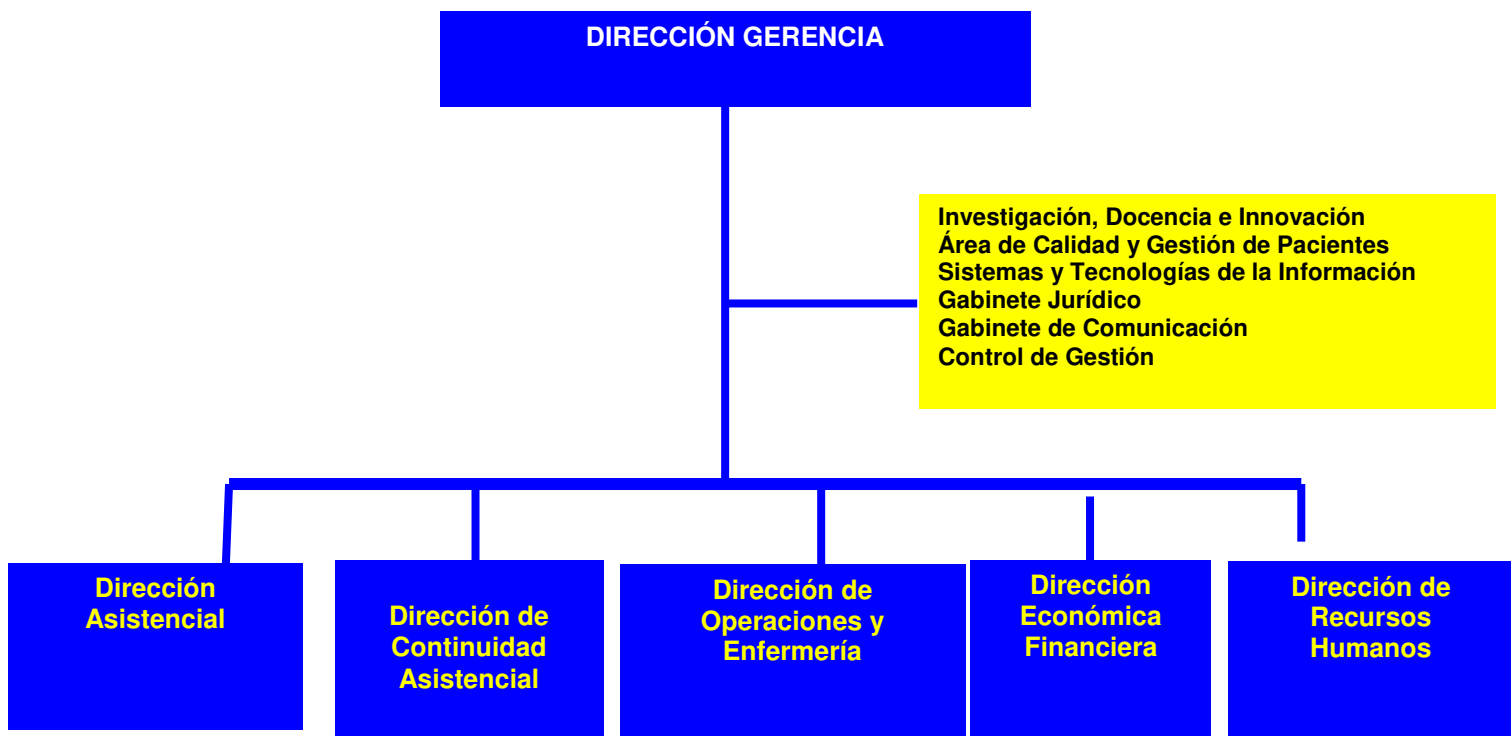 DIRECCIÓN GERENCIA
Investigación, Docencia e Innovación
Área de Calidad y Gestión de Pacientes
Sistemas y Tecnologías de la Información
Gabinete Jurídico
Gabinete de Comunicación
Control de Gestión
Dirección
Asistencial
Dirección de
Continuidad
Asistencial
Dirección de
Operaciones y
Enfermería
Dirección
Económica
Financiera
Dirección de
Recursos
Humanos